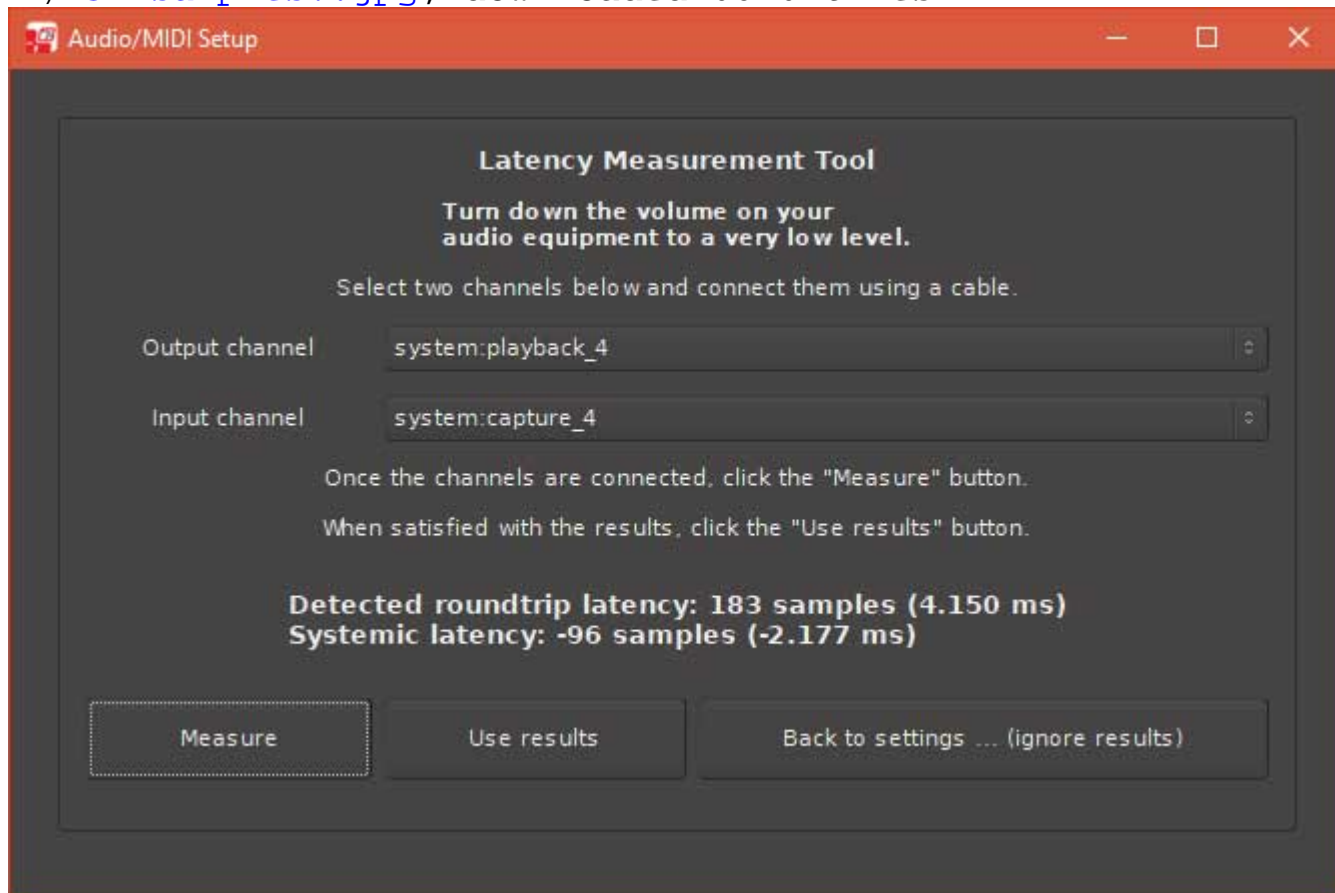 Audio/MIDI Setup
Latency Measurement Tool
Turn down the volume on your
audio equipment to a very low level.
Select two channels below and connect them using a cable.
Output channel system:playback_4
Input channel system:capture_4
Once the channels are connected, click the "Measure" button.
When satisfied with the results, click the "Use results" button.
Detected roundtrip latency: 183 samples (4.150 ms)
Systemic latency: -96 samples (-2.177 ms)
Measure Use results Back to settings ... (ignore results)